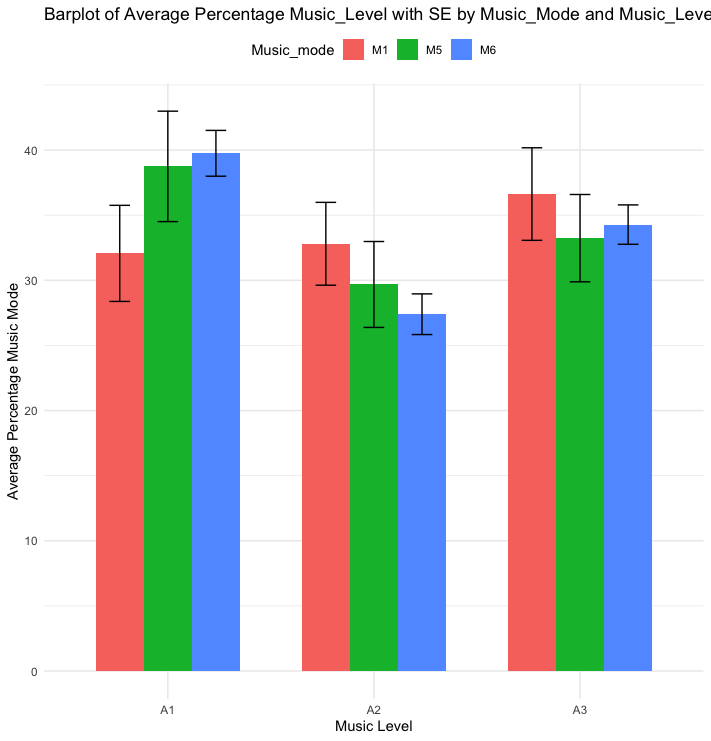 Barplot of Average Percentage Music_Level with SE by Music_Mode and Music_Leve
Music_mode M1 M5 M6
Average Percentage Music Mode
40
30
20
10
0
A1 A2 A3
Music Level